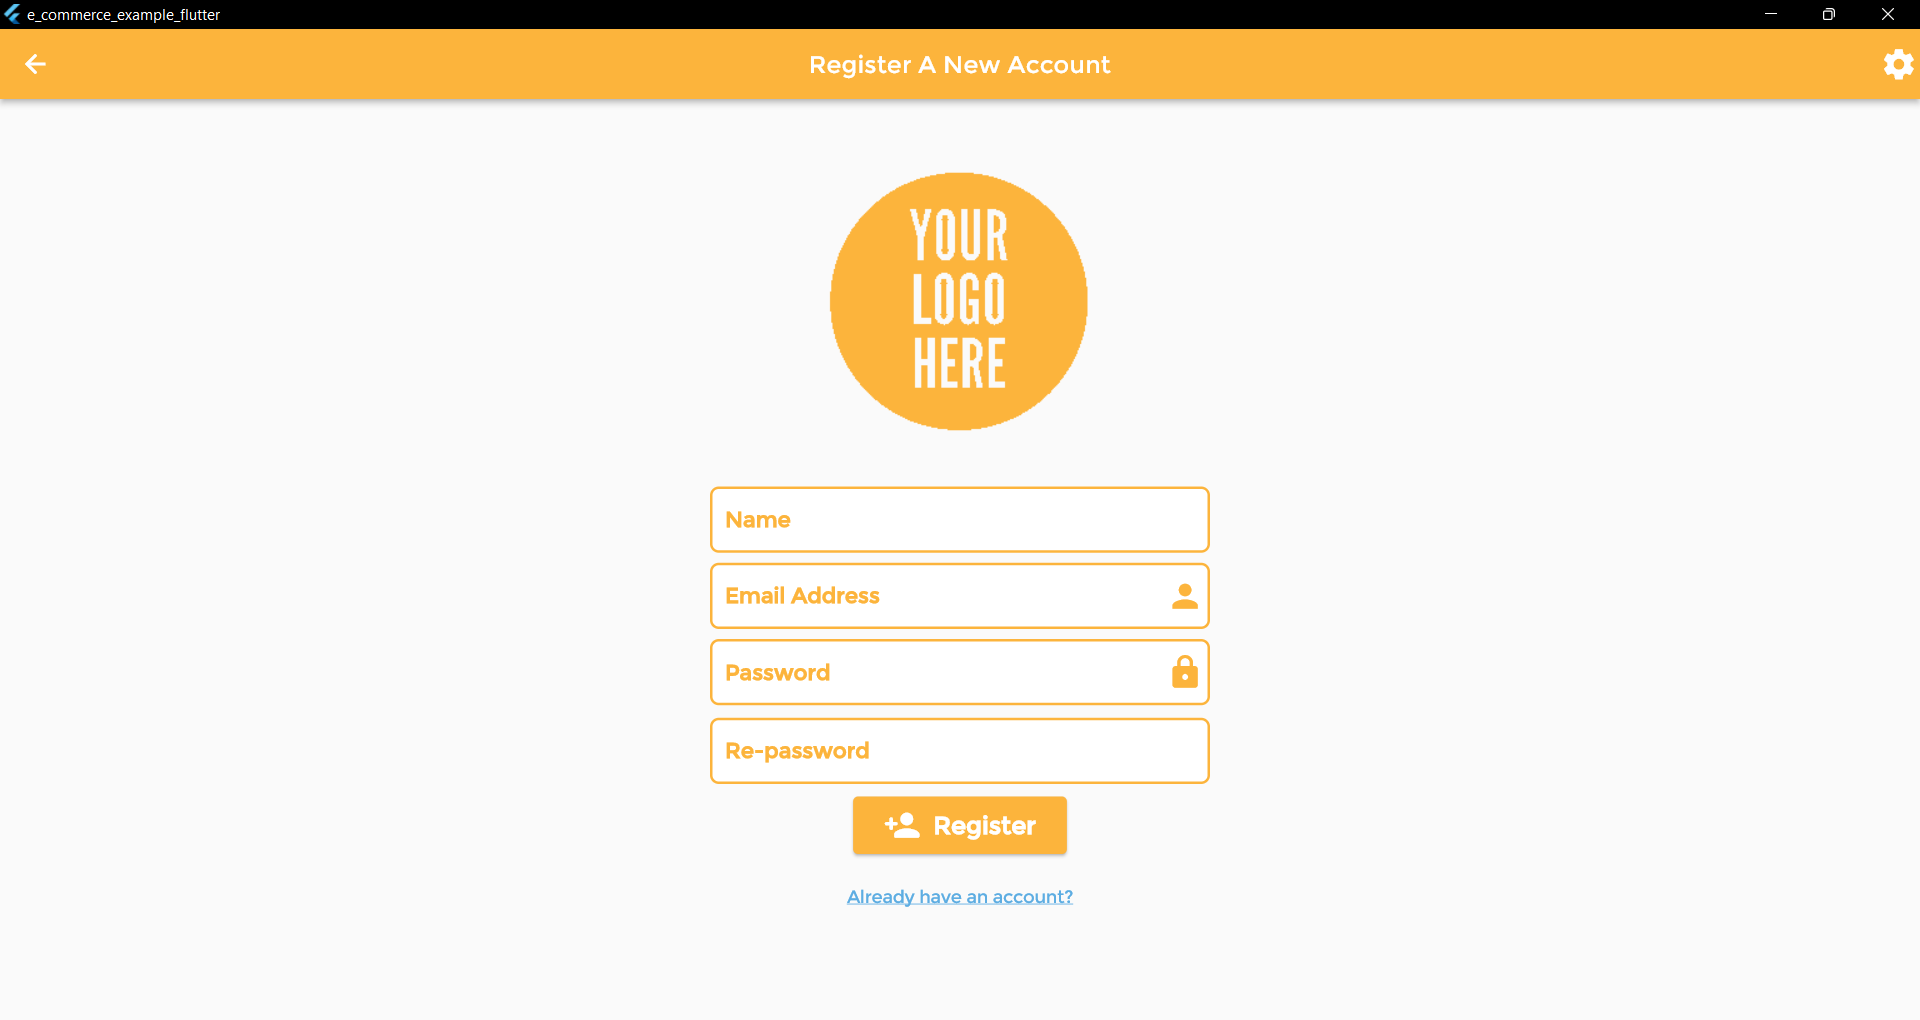 e_commerce_example_flutter
Register A New Account
YOUR
LOGO
HERE
Name
Email Address
Password
Re-password
Register
Already have an account?